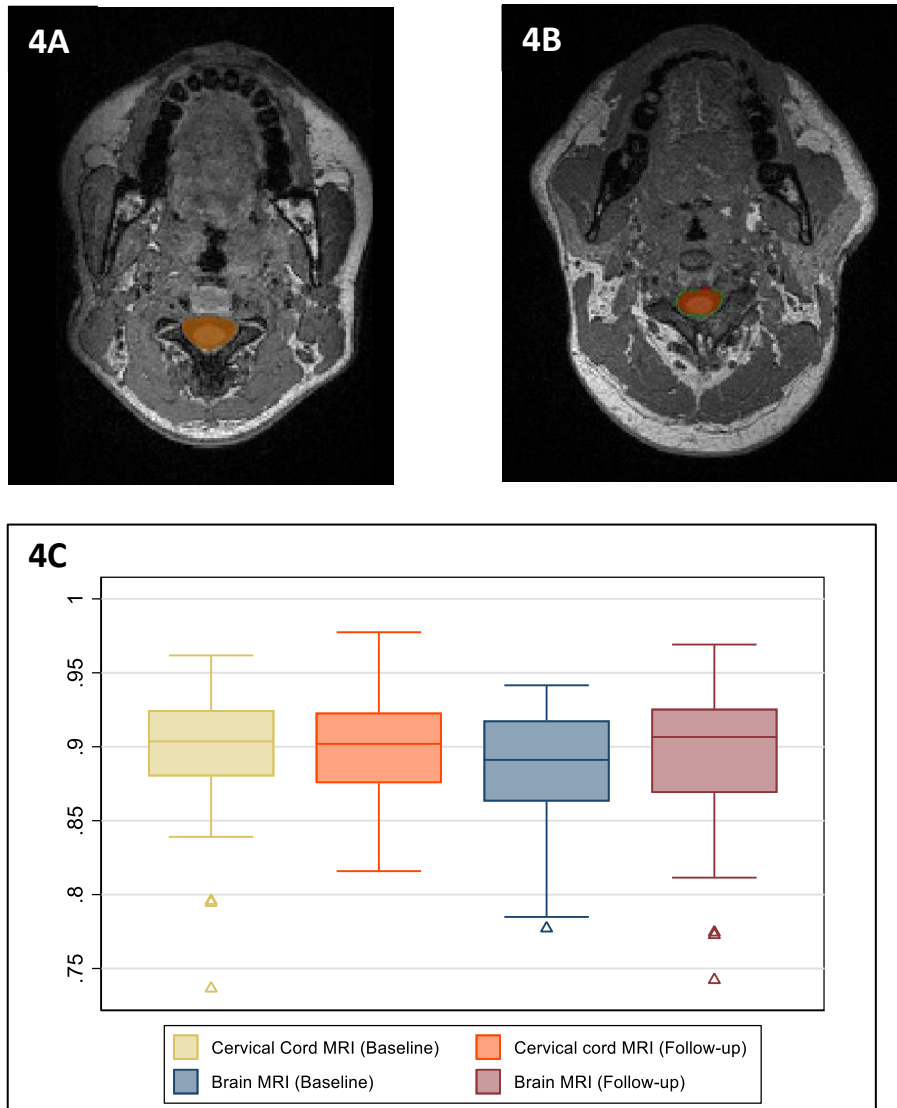 4A
4B
4C
1
.95
.9
.85
.8
.75
Cervical Cord MRI (Baseline)
Cervical cord MRI (Follow-up)
Brain MRI (Baseline)
Brain MRI (Follow-up)